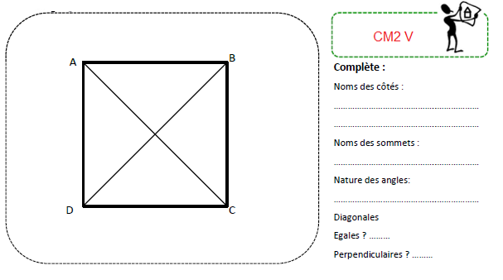 A
B
D
C
CM2 V
Complète :
Noms des côtés :
................................................................
................................................................
Noms des sommets :
................................................................
Nature des angles:
................................................................
Diagonales
Egales ? .........
Perpendiculaires ? .........